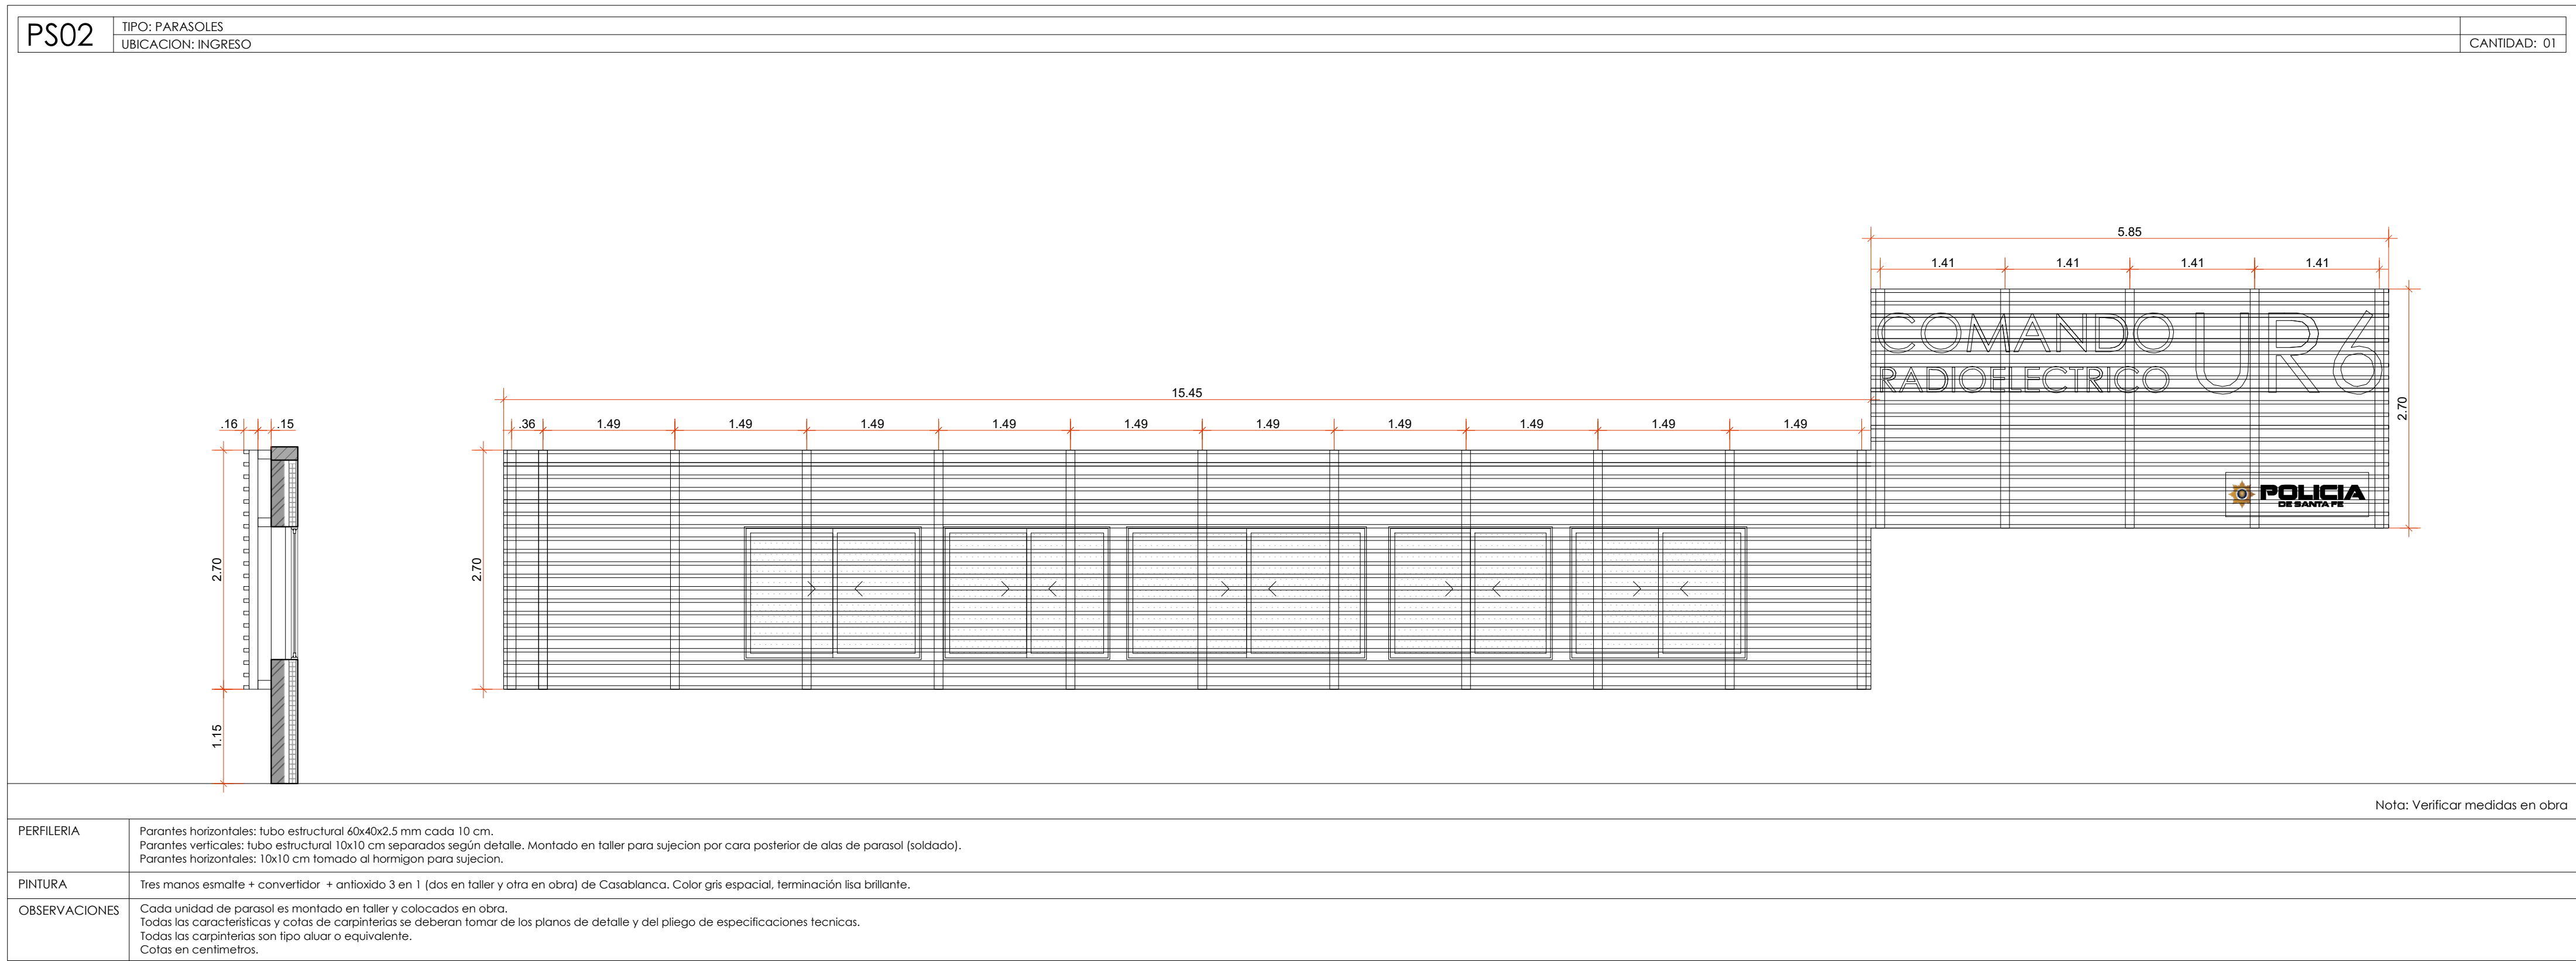 PS02
TIPO: PARASOLES
UBICACION: INGRESO
CANTIDAD: 01
5.85
1.41 1.41 1.41 1.41
COMANDO UR6
RADIOELECTRICO
2.70
15.45
.16 .15
.36 1.49 1.49 1.49 1.49 1.49 1.49 1.49 1.49 1.49 1.49
POLICIA
DE SANTA FE
2.70
2.70
1.15
Nota: Verificar medidas en obra
PERFILERIA
Parantes horizontales: tubo estructural 60x40x2.5 mm cada 10 cm.
Parantes verticales: tubo estructural 10x10 cm separados según detalle. Montado en taller para sujecion por cara posterior de alas de parasol (soldado).
Parantes horizontales: 10x10 cm tomado al hormigon para sujecion.
PINTURA
Tres manos esmalte + convertidor + antioxido 3 en 1 (dos en taller y otra en obra) de Casablanca. Color gris espacial, terminación lisa brillante.
OBSERVACIONES
Cada unidad de parasol es montado en taller y colocados en obra.
Todas las caracteristicas y cotas de carpinterias se deberan tomar de los planos de detalle y del pliego de especificaciones tecnicas.
Todas las carpinterias son tipo aluar o equivalente.
Cotas en centimetros.